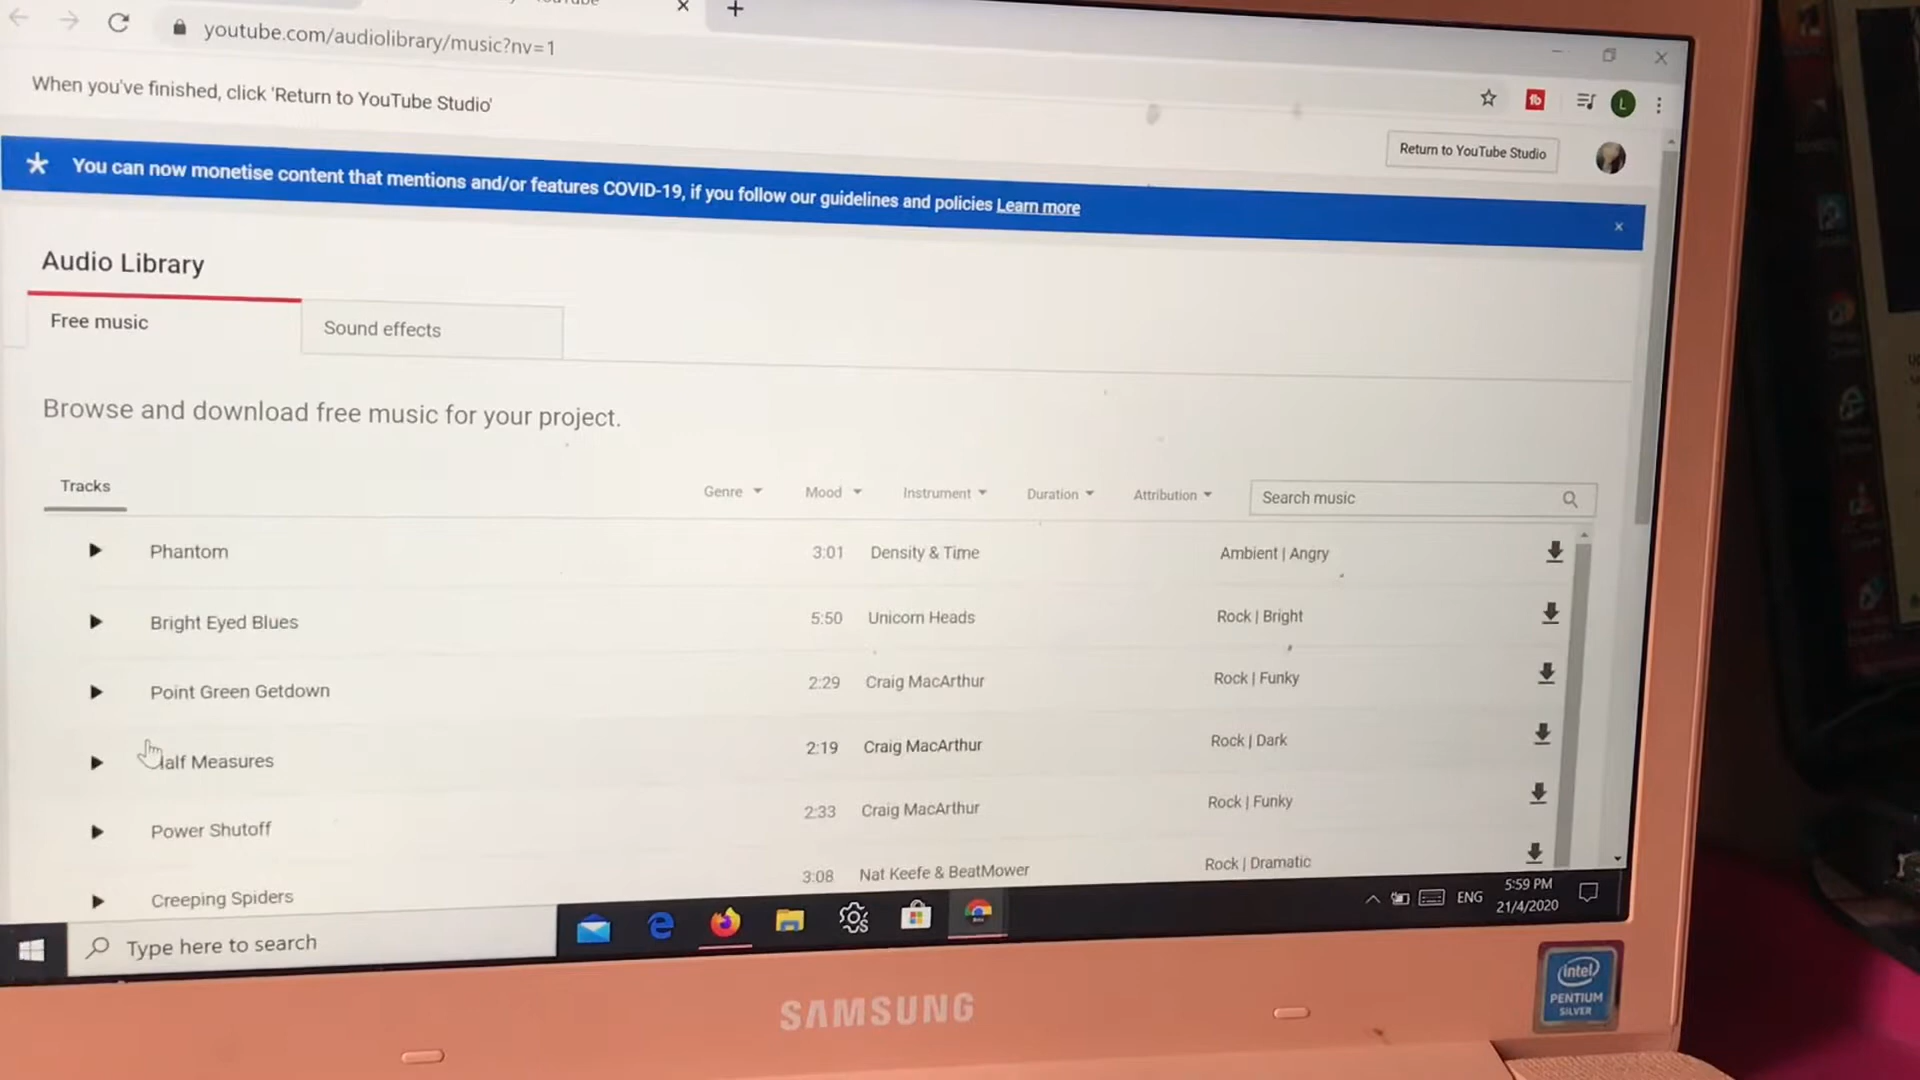 youtube.com/audiolibrary/music?nv=1
When you've finished, click 'Return to YouTube Studio'
L
Return to YouTube Studio
You can now monetise content that mentions and/or features COVID-19, if you follow our guidelines and policies Learn more
Audio Library
Free music Sound effects
Browse and download free music for your project.
Tracks Genre Mood Instrument Duration Attribution Search music
Phantom 3:01 Density & Time Ambient | Angry
Bright Eyed Blues 5:50 Unicorn Heads Rock | Bright
Point Green Getdown 2:29 Craig MacArthur Rock | Funky
alf Measures 2:19 Craig MacArthur Rock | Dark
Power Shutoff 2:33 Craig MacArthur Rock | Funky
Creeping Spiders 3:08 Nat Keefe & BeatMower Rock | Dramatic
Type here to search
ENG 5:59 PM
21/4/2020
SAMSUNG
intel
PENTIUM
SILVER